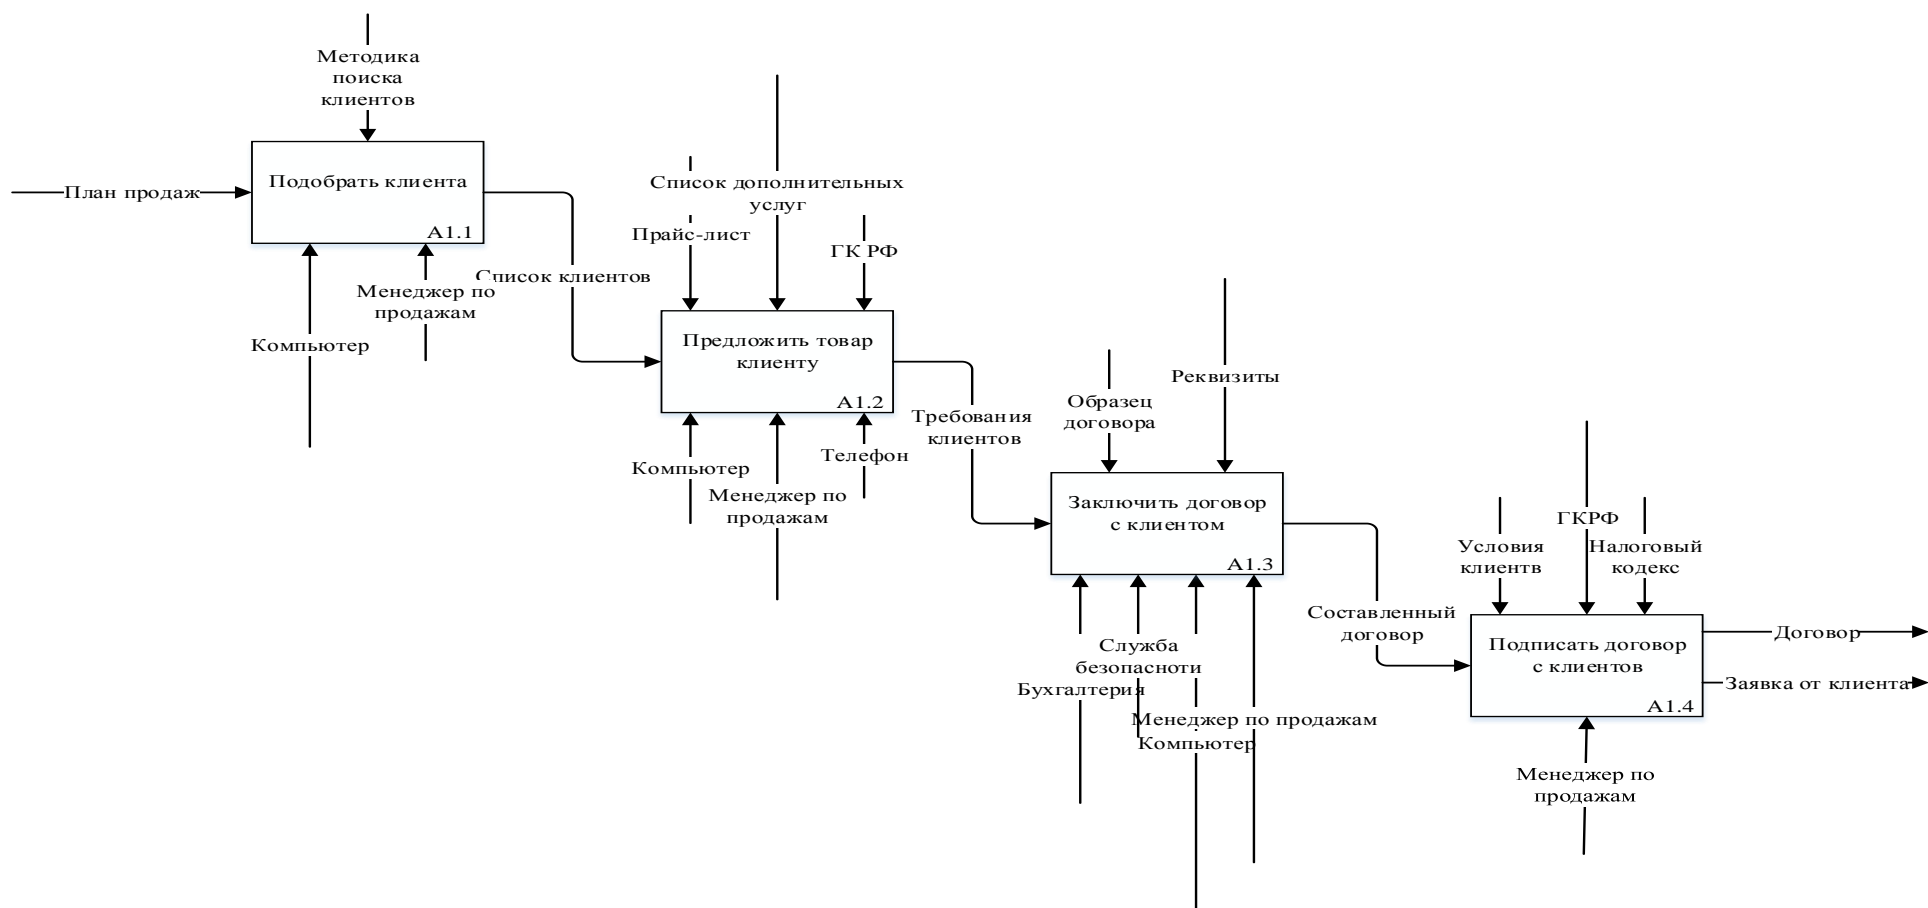 Методика
поиска
клиентов
План продаж
Подобрать клиента
A1.1
Компьютер
Менеджер по
продажам
Список клиентов
Прайс-лист
Список дополнительных
услуг
ГК РФ
Предложить товар
клиенту
A1.2
Компьютер
Менеджер по
продажам
Телефон
Требования
клиентов
Образец
договора
Реквизиты
Заключить договор
с клиентом
A1.3
Бухгалтерия
Служба
безопасноти
Менеджер по продажам
Компьютер
Составленный
договор
Условия
клиентв
ГКРФ
Налоговый
кодекс
Подписать договор
с клиентов
A1.4
Менеджер по
продажам
Договор
Заявка от клиента